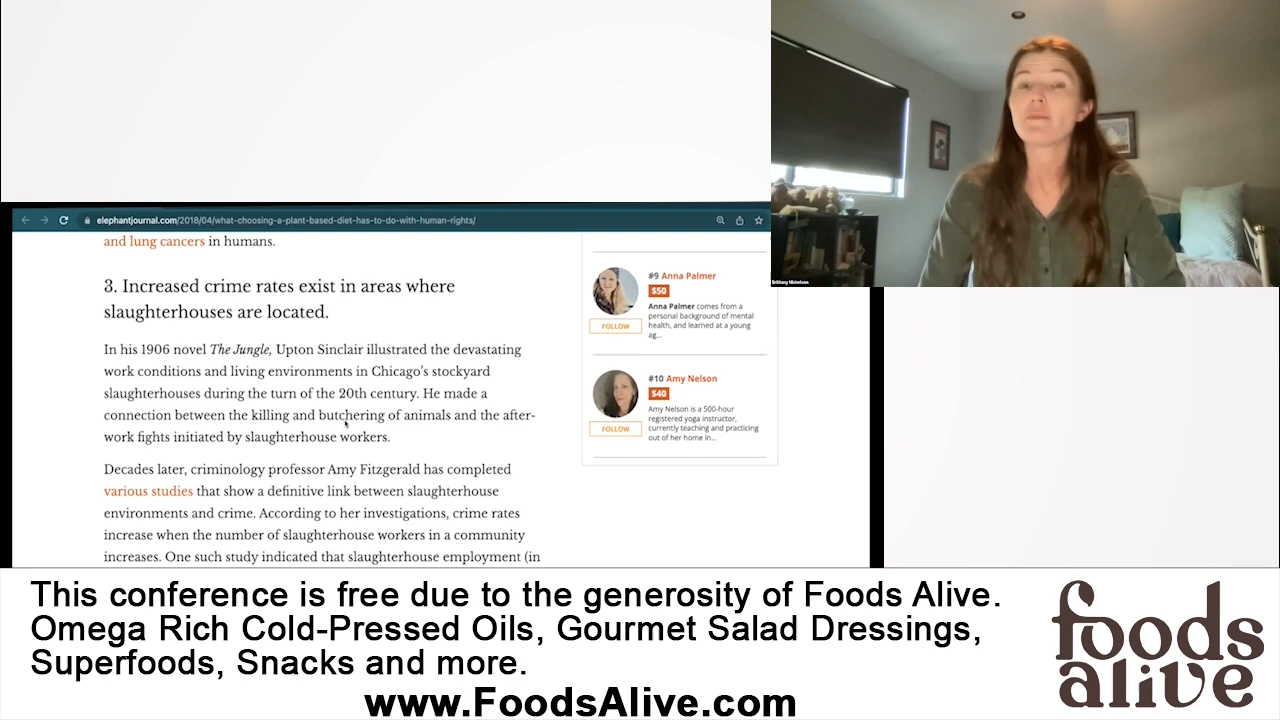 elephantjournal.com/2018/04/what-choosing-a-plant-based-diet-has-to-do-with-human-rights/
and lung cancers in humans.
3. Increased crime rates exist in areas where
slaughterhouses are located.
In his 1906 novel The Jungle, Upton Sinclair illustrated the devastating
work conditions and living environments in Chicago's stockyard
slaughterhouses during the turn of the 20th century. He made a
connection between the killing and butchering of animals and the after-
work fights initiated by slaughterhouse workers.
Decades later, criminology professor Amy Fitzgerald has completed
various studies that show a definitive link between slaughterhouse
environments and crime. According to her investigations, crime rates
increase when the number of slaughterhouse workers in a community
increases. One such study indicated that slaughterhouse employment (in
#9 Anna Palmer
$50
Anna Palmer comes from a
personal background of mental
health, and learned at a young
ag...
FOLLOW
#10 Amy Nelson
$40
Amy Nelson is a 500-hour
registered yoga instructor,
currently teaching and practicing
out of her home in...
FOLLOW
Brittany Michelson
This conference is free due to the generosity of Foods Alive.
Omega Rich Cold-Pressed Oils, Gourmet Salad Dressings,
Superfoods, Snacks and more.
www.FoodsAlive.com
foods
alive